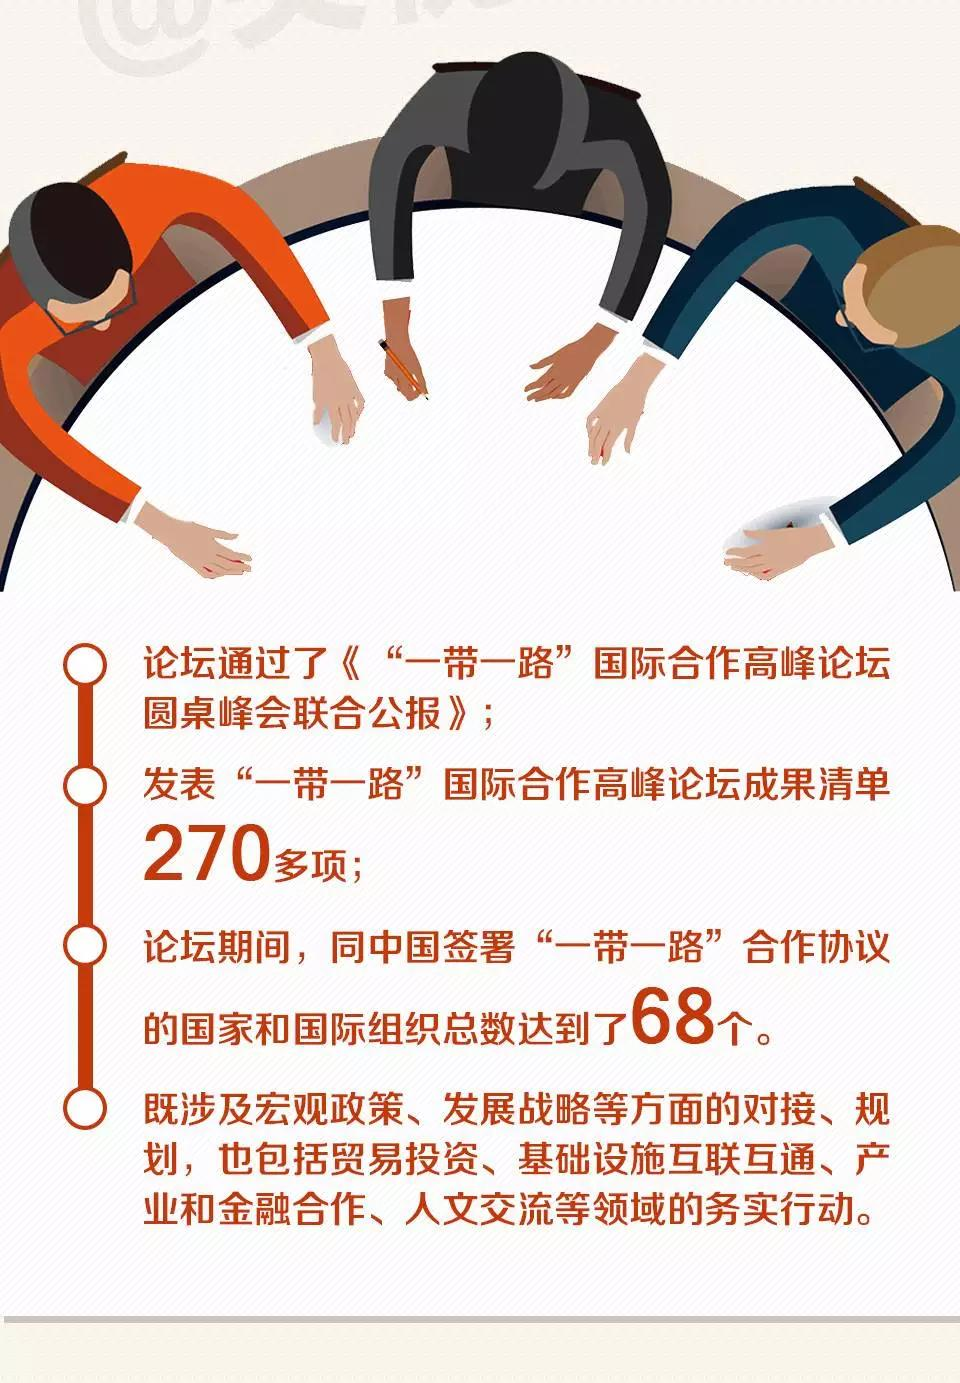 论坛通过了《“一带一路”国际合作高峰论坛
圆桌峰会联合公报》；
发表“一带一路”国际合作高峰论坛成果清单
270多项；
论坛期间，同中国签署“一带一路”合作协议
的国家和国际组织总数达到了68个。
既涉及宏观政策、发展战略等方面的对接、规
划，也包括贸易投资、基础设施互联互通、产
业和金融合作、人文交流等领域的务实行动。